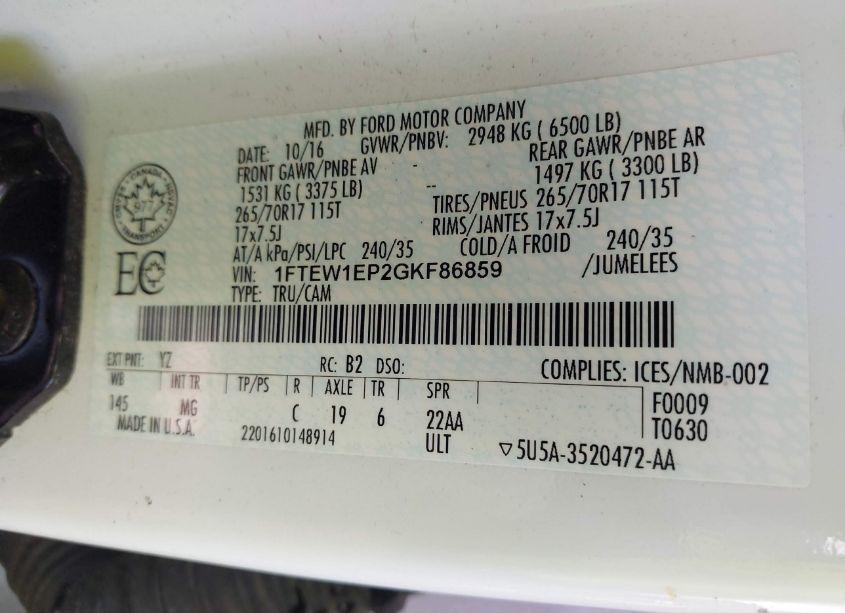 MFD. BY FORD MOTOR COMPANY
DATE: 10/16 GVWR/PNBV: 2948 KG ( 6500 LB)
FRONT GAWR/PNBE AV - REAR GAWR/PNBE AR
1531 KG ( 3375 LB) -- 1497 KG ( 3300 LB)
265/70R17 115T TIRES/PNEUS 265/70R17 115T
17x7.5J RIMS/JANTES 17x7.5J
AT/A kPa/PSI/LPC 240/35 COLD/A FROID 240/35
VIN: 1FTEW1EP2GKF86859 /JUMELEES
TYPE: TRU/CAM
CANADA
TRANSPORT
977
EC
EXT PNT: YZ RC: B2 DSO: COMPLIES: ICES/NMB-002
WB INT TR TP/PS R AXLE TR SPR F0009
145 MG C 19 6 22AA T0630
MADE IN U.S.A. 2201610148914 ULT ▽5U5A-3520472-AA